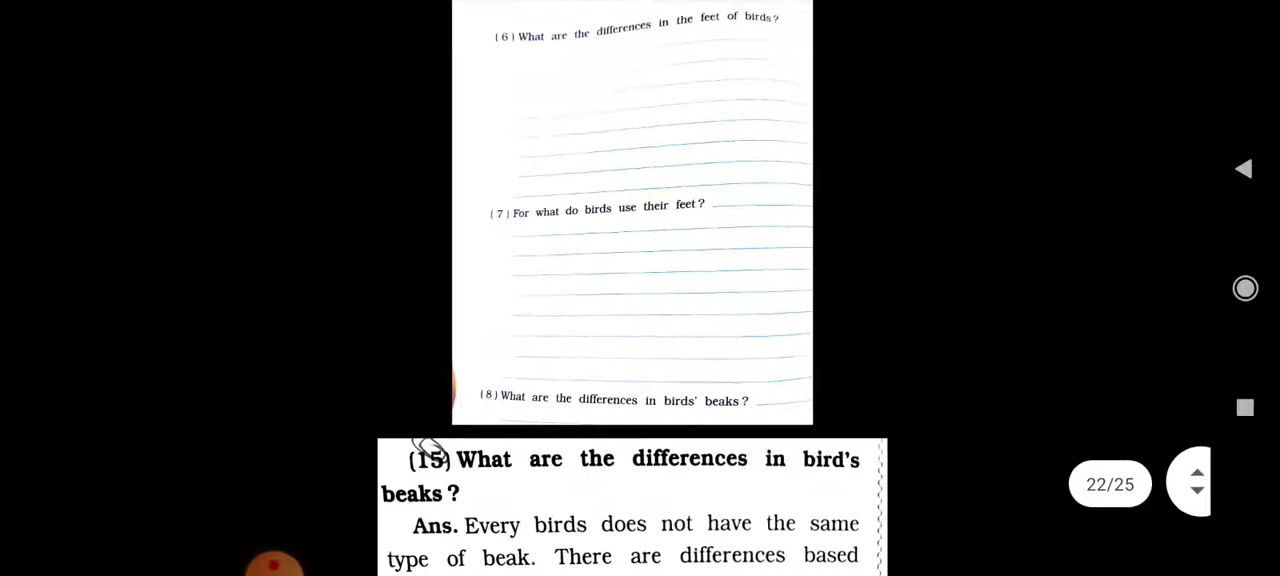 (6) What are the differences in the feet of birds?
(7) For what do birds use their feet?
(8) What are the differences in birds' beaks?
(15) What are the differences in bird's
beaks?
Ans. Every birds does not have the same
type of beak. There are differences based
22/25